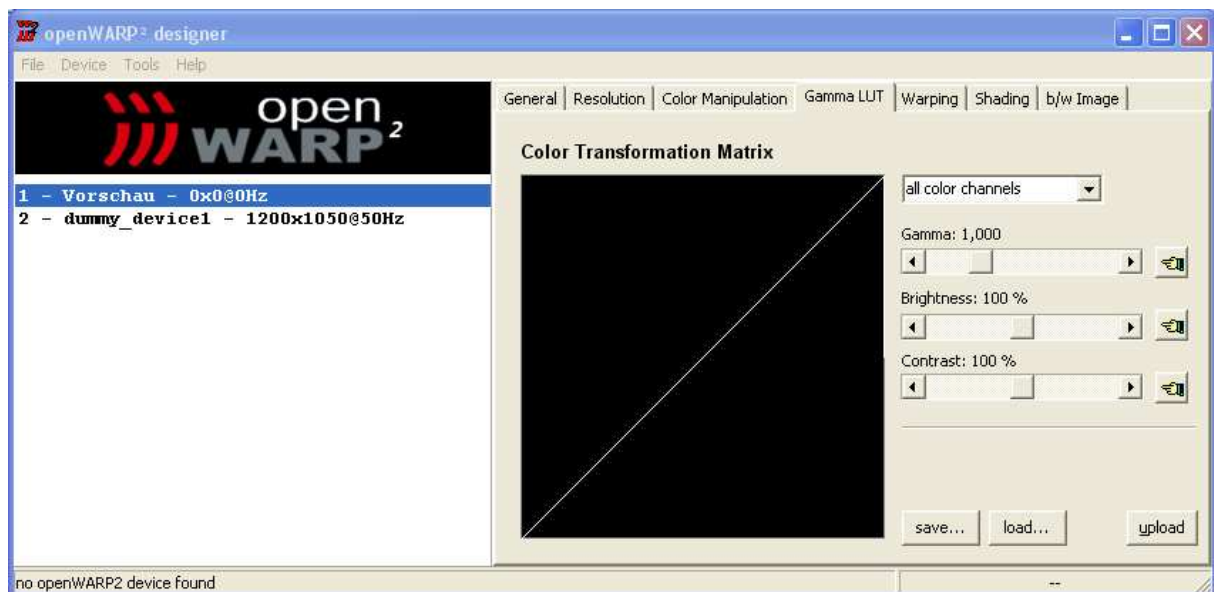 openWARP² designer
File Device Tools Help
open
WARP²
1 - Vorschau - 0x0@0Hz
2 - dummy_device1 - 1200x1050@50Hz
General Resolution Color Manipulation Gamma LUT Warping Shading b/w Image
Color Transformation Matrix
all color channels
Gamma: 1,000
Brightness: 100 %
Contrast: 100 %
save... load... upload
no openWARP2 device found --